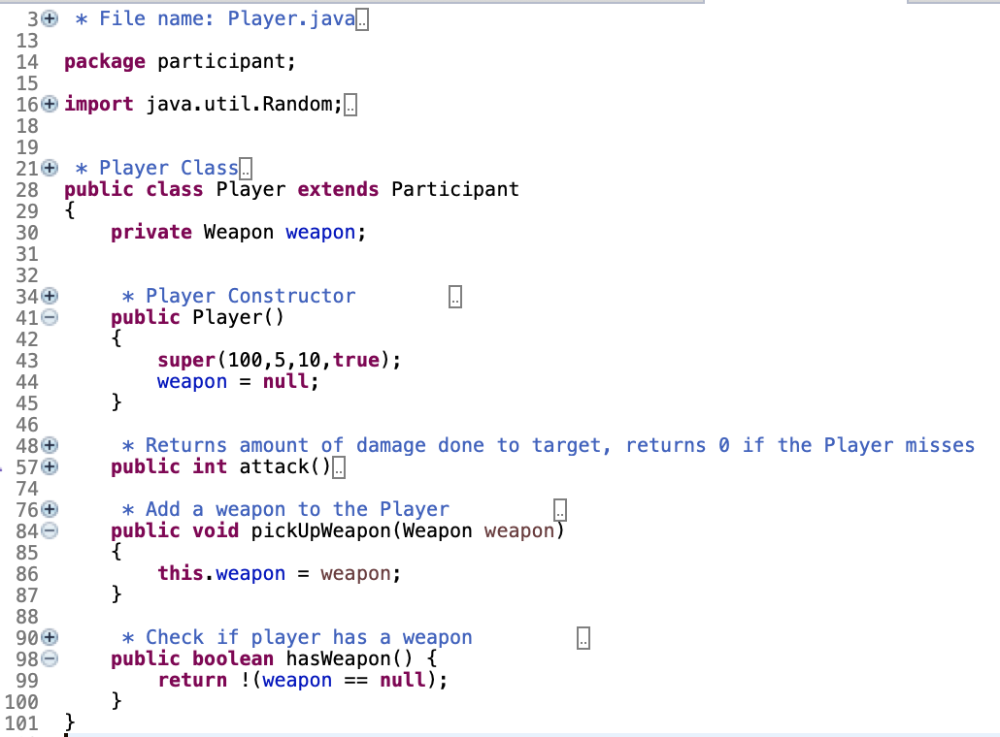 3 * File name: Player.java..
13
14 package participant;
15
16 import java.util.Random;..
18
19
21 * Player Class..
28 public class Player extends Participant
29 {
30 private Weapon weapon;
31
32
34 * Player Constructor ..
41 public Player()
42 {
43 super(100,5,10,true);
44 weapon = null;
45 }
46
48 * Returns amount of damage done to target, returns 0 if the Player misses
57 public int attack()..
74
76 * Add a weapon to the Player ..
84 public void pickUpWeapon(Weapon weapon)
85 {
86 this.weapon = weapon;
87 }
88
90 * Check if player has a weapon ..
98 public boolean hasWeapon() {
99 return !(weapon == null);
100 }
101 }